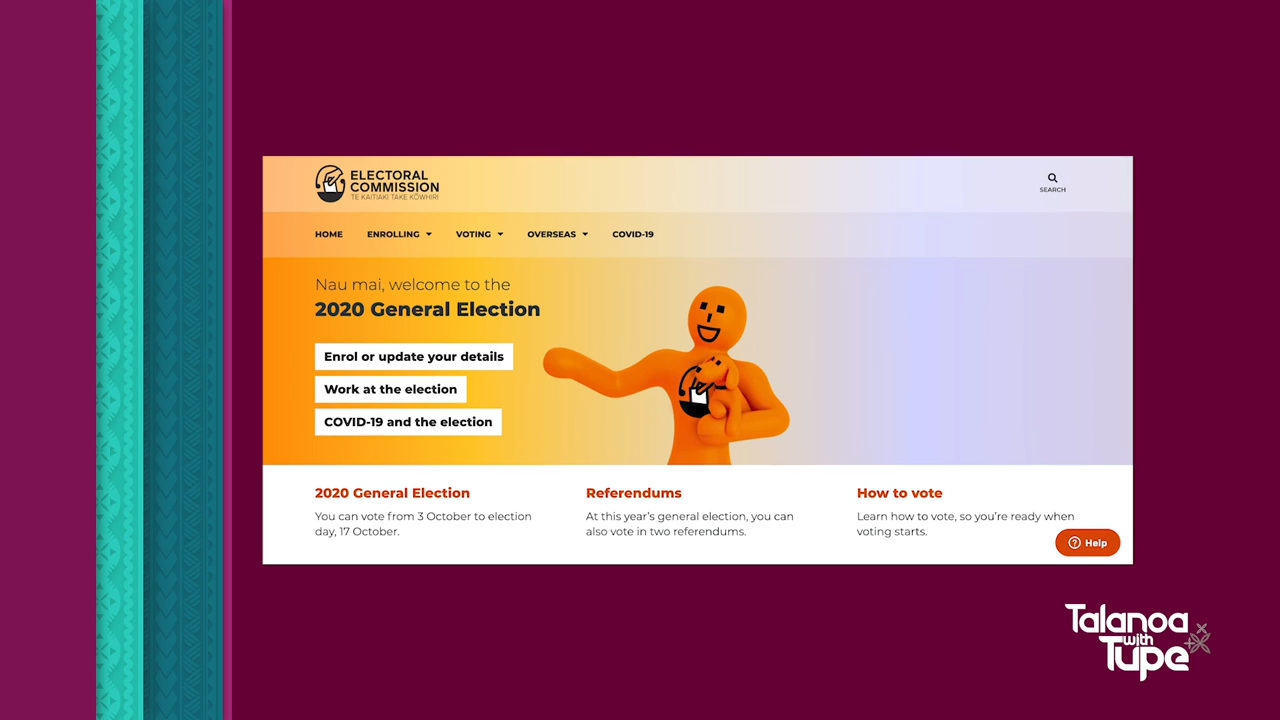 ELECTORAL
COMMISSION
TE KAITIAKI TAKE KŌWHIRI
SEARCH
HOME ENROLLING VOTING OVERSEAS COVID-19
Nau mai, welcome to the
2020 General Election
Enrol or update your details
Work at the election
COVID-19 and the election
2020 General Election
You can vote from 3 October to election
day, 17 October.
Referendums
At this year's general election, you can
also vote in two referendums.
How to vote
Learn how to vote, so you're ready when
voting starts.
Help
Talanoa
with
Tupe